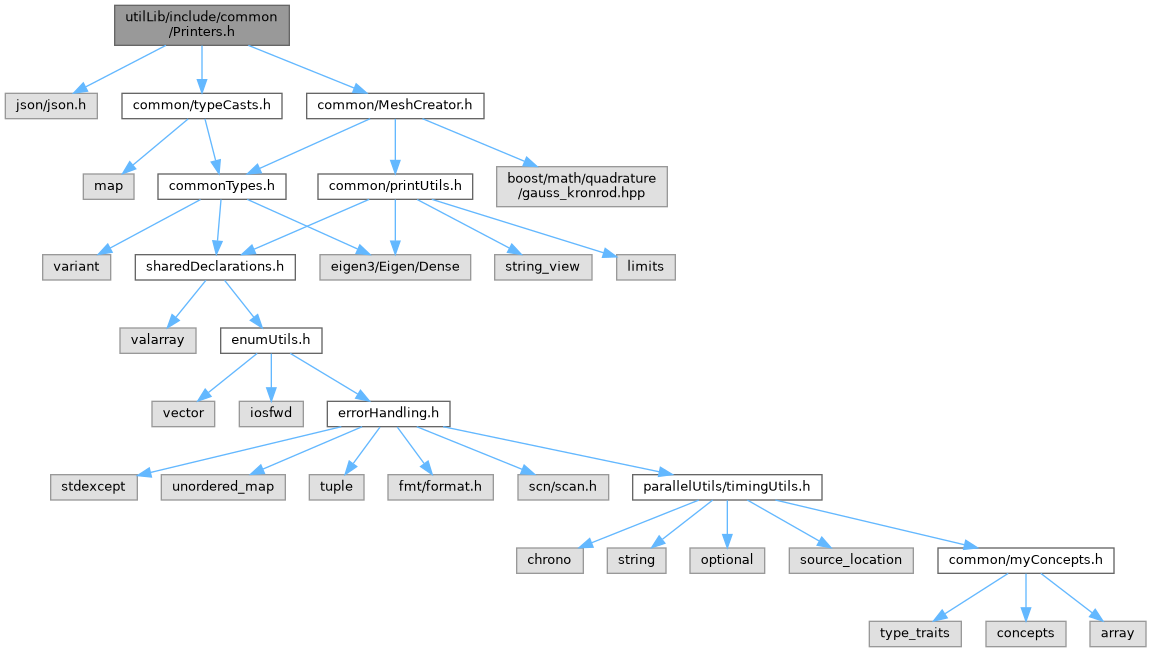 utilLib/include/common
/Printers.h
json/json.h
common/typeCasts.h
common/MeshCreator.h
map
commonTypes.h
common/printUtils.h
boost/math/quadrature
/gauss_kronrod.hpp
variant
sharedDeclarations.h
eigen3/Eigen/Dense
string_view
limits
valarray
enumUtils.h
vector
iosfwd
errorHandling.h
stdexcept
unordered_map
tuple
fmt/format.h
scn/scan.h
parallelUtils/timingUtils.h
chrono
string
optional
source_location
common/myConcepts.h
type_traits
concepts
array